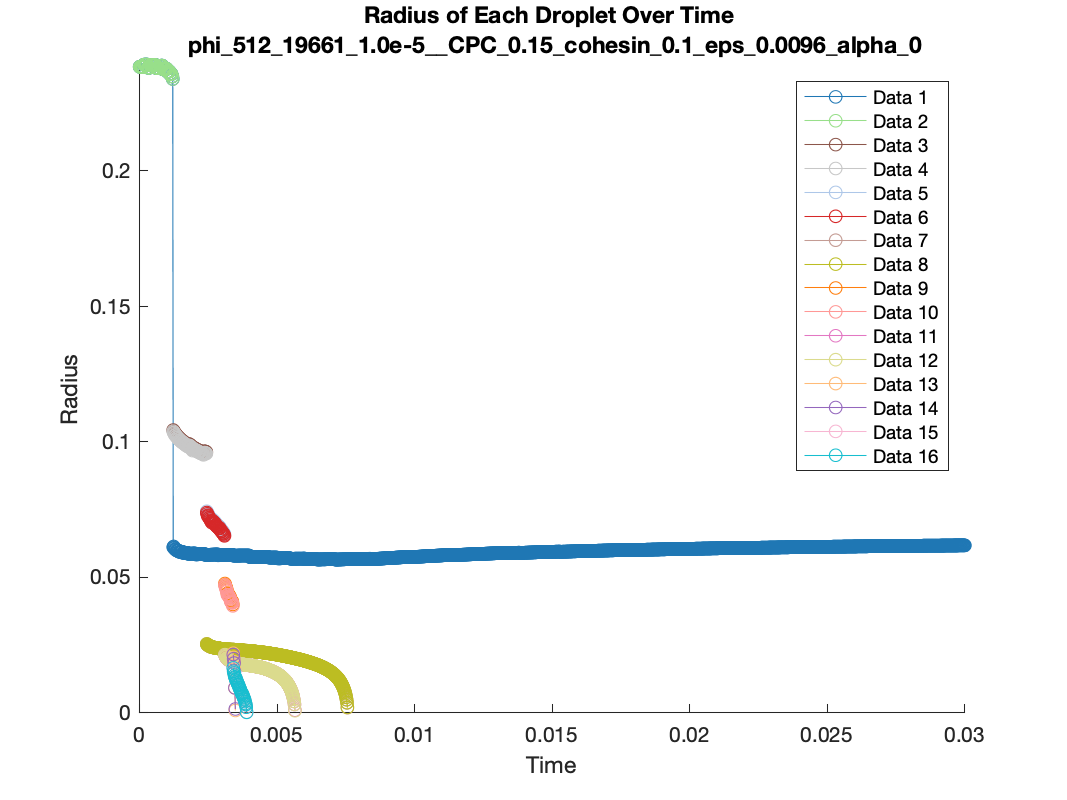 Radius of Each Droplet Over Time
phi_512_19661_1.0e-5__CPC_0.15_cohesin_0.1_eps_0.0096_alpha_0
Data 1
Data 2
Data 3
Data 4
Data 5
Data 6
Data 7
Data 8
Data 9
Data 10
Data 11
Data 12
Data 13
Data 14
Data 15
Data 16
0.2
0.15
0.1
0.05
0
Radius
0
0.005
0.01
0.015
0.02
0.025
0.03
Time